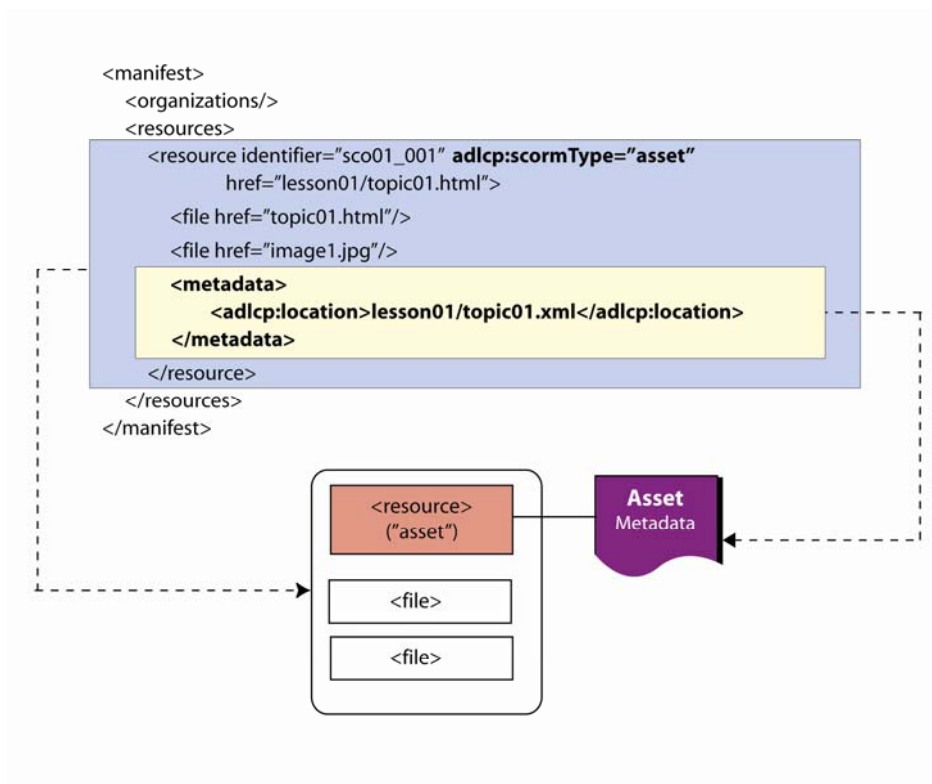 <manifest>
<organizations/>
<resources>
<resource identifier="sco01_001" adlcp:scormType="asset"
href="lesson01/topic01.html">
<file href="topic01.html"/>
<file href="image1.jpg"/>
<metadata>
<adlcp:location>lesson01/topic01.xml</adlcp:location>
</metadata>
</resource>
</resources>
</manifest>
<resource>
("asset")
<file>
<file>
Asset
Metadata